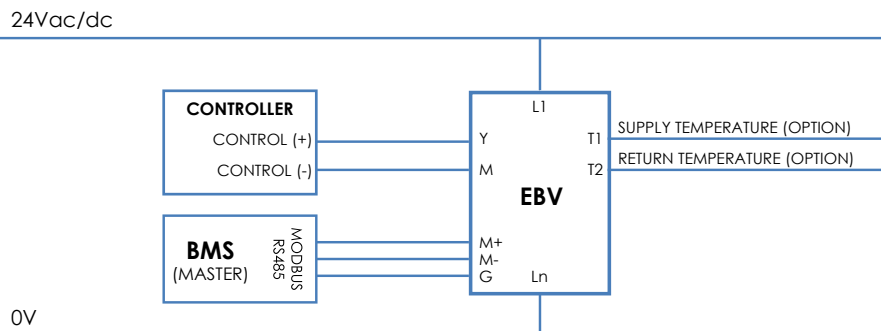 24Vac/dc
CONTROLLER
CONTROL (+)
CONTROL (-)
L1
Y
M
T1
T2
EBV
SUPPLY TEMPERATURE (OPTION)
RETURN TEMPERATURE (OPTION)
BMS
(MASTER)
MODBUS
RS485
M+
M-
G
Ln
0V